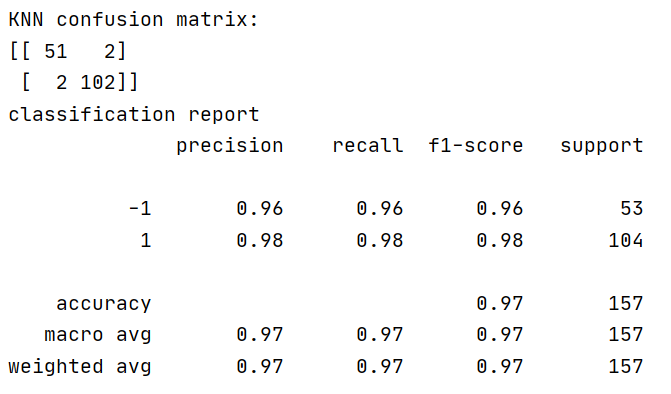 KNN confusion matrix:
[[ 51   2]
 [  2 102]]
classification report
              precision    recall  f1-score   support

          -1       0.96      0.96      0.96        53
           1       0.98      0.98      0.98       104

    accuracy                           0.97       157
   macro avg       0.97      0.97      0.97       157
weighted avg       0.97      0.97      0.97       157